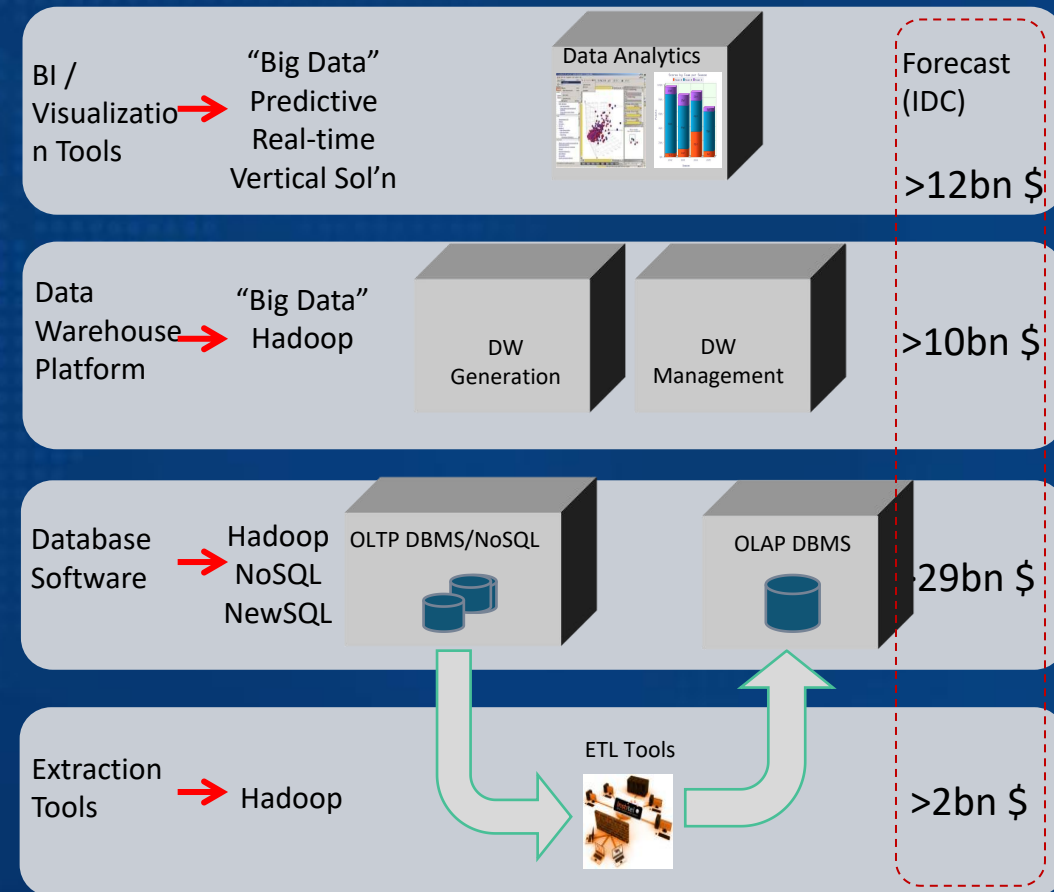 BI /
Visualizatio
n Tools
“Big Data”
Predictive
Real-time
Vertical Sol’n
Data Analytics
Forecast
(IDC)
>12bn $
Data
Warehouse
Platform
“Big Data”
Hadoop
DW
Generation
DW
Management
>10bn $
Database
Software
Hadoop
NoSQL
NewSQL
OLTP DBMS/NoSQL
OLAP DBMS
29bn $
Extraction
Tools
Hadoop
ETL Tools
>2bn $